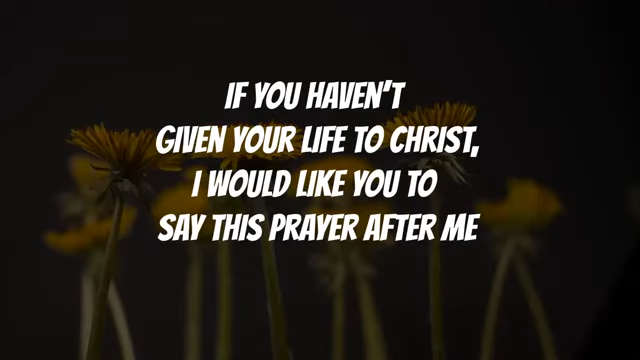 IF YOU HAVEN'T
GIVEN YOUR LIFE TO CHRIST,
I WOULD LIKE YOU TO
SAY THIS PRAYER AFTER ME